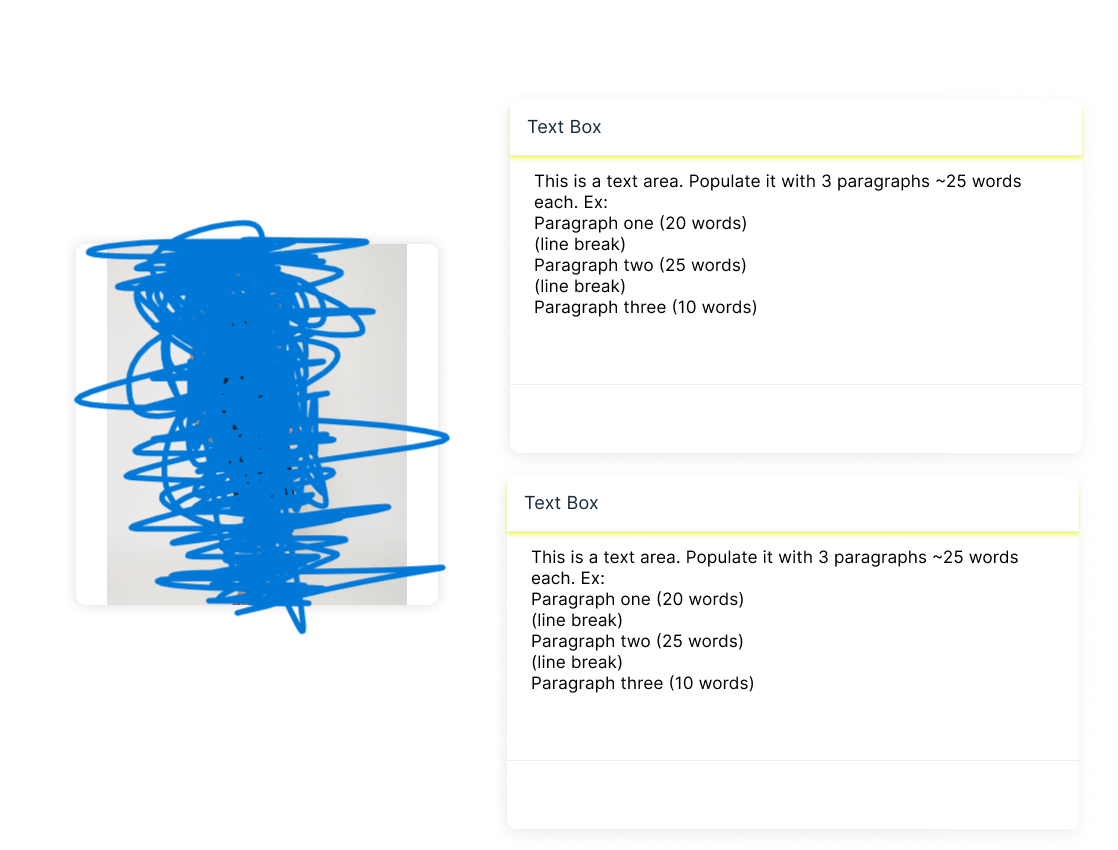 Text Box
This is a text area. Populate it with 3 paragraphs ~25 words
each. Ex:
Paragraph one (20 words)
(line break)
Paragraph two (25 words)
(line break)
Paragraph three (10 words)
Text Box
This is a text area. Populate it with 3 paragraphs ~25 words
each. Ex:
Paragraph one (20 words)
(line break)
Paragraph two (25 words)
(line break)
Paragraph three (10 words)